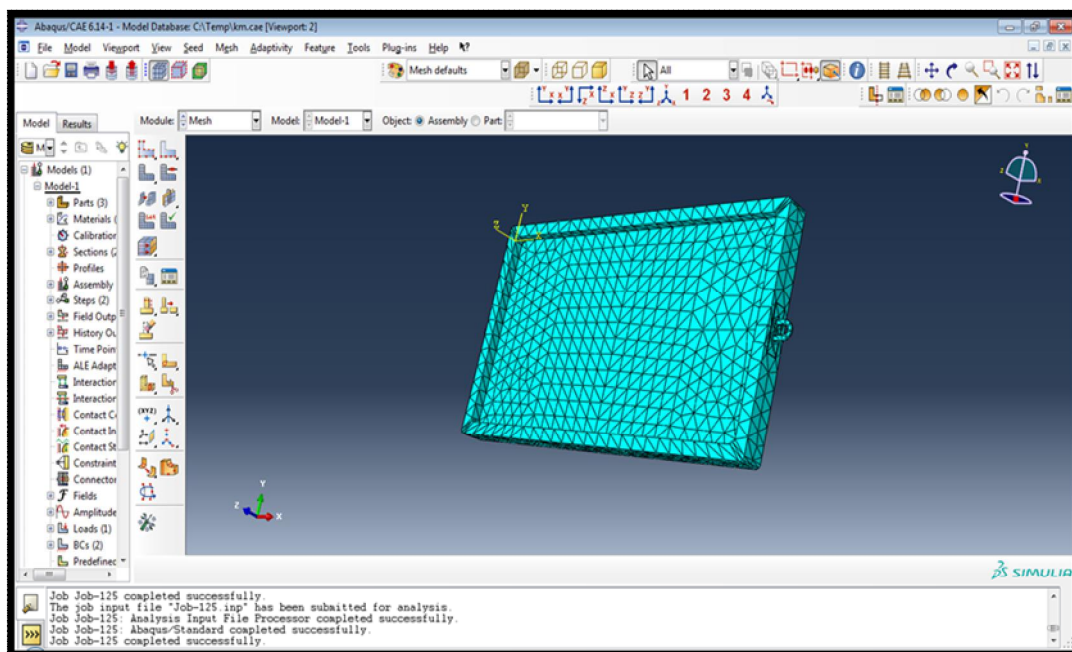 Abaqus/CAE 6.14-1 - Model Database: C:\Temp\km.cae [Viewport: 2]
File Model Viewport View Seed Mesh Adaptivity Feature Tools Plug-ins Help
Mesh defaults All
1 2 3 4
Model Results Module: Mesh Model: Model-1 Object: Assembly Part:
M
Models (1)
Model-1
Parts (3)
Materials (
Calibration
Sections (2
Profiles
Assembly
Steps (2)
Field Outp
History Ou
Time Poin
ALE Adapt
Interaction
Interaction
Contact Co
Contact In
Contact St
Constraint
Connector
Fields
Amplitude
Loads (1)
BCs (2)
Predefined
(XYZ)
Y
Z X
Y
Z X
SIMULIA
Job Job-125 completed successfully.
The job input file "Job-125.inp" has been submitted for analysis.
Job Job-125: Analysis Input File Processor completed successfully.
Job Job-125: Abaqus/Standard completed successfully.
Job Job-125 completed successfully.